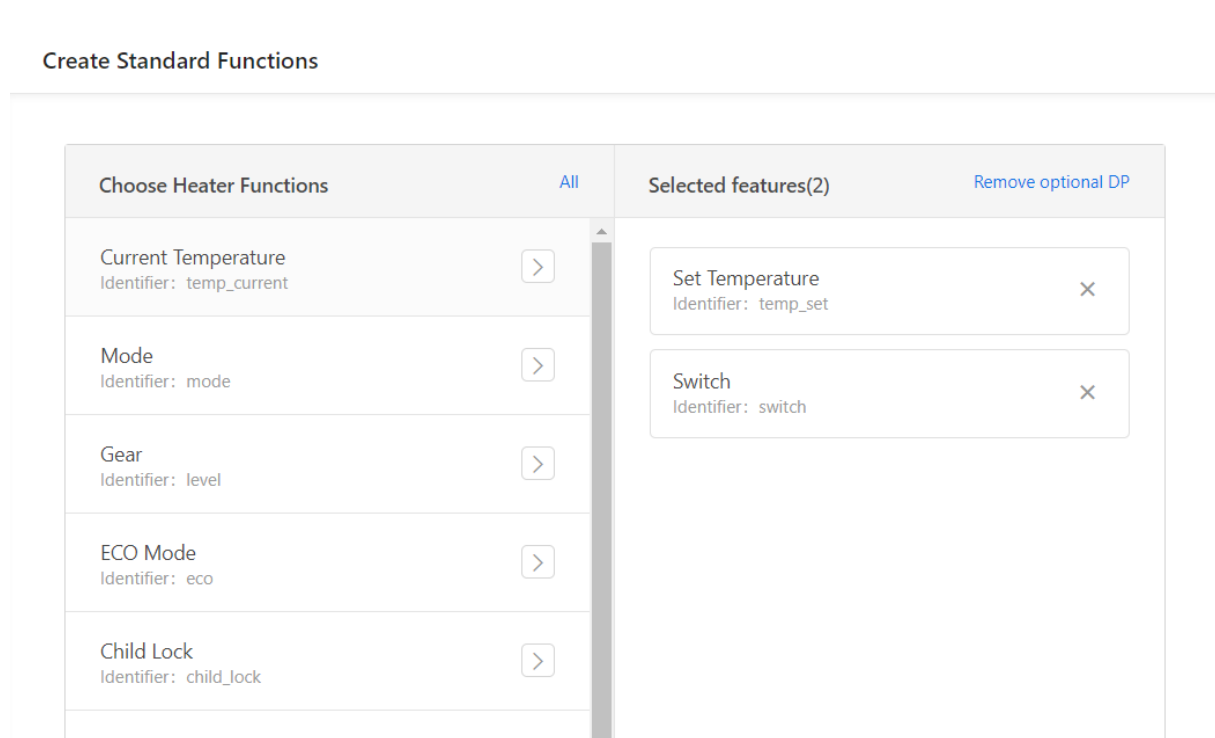 Create Standard Functions
Choose Heater Functions
All
Current Temperature
Identifier: temp_current
Mode
Identifier: mode
Gear
Identifier: level
ECO Mode
Identifier: eco
Child Lock
Identifier: child_lock
Selected features(2)
Remove optional DP
Set Temperature
Identifier: temp_set
Switch
Identifier: switch